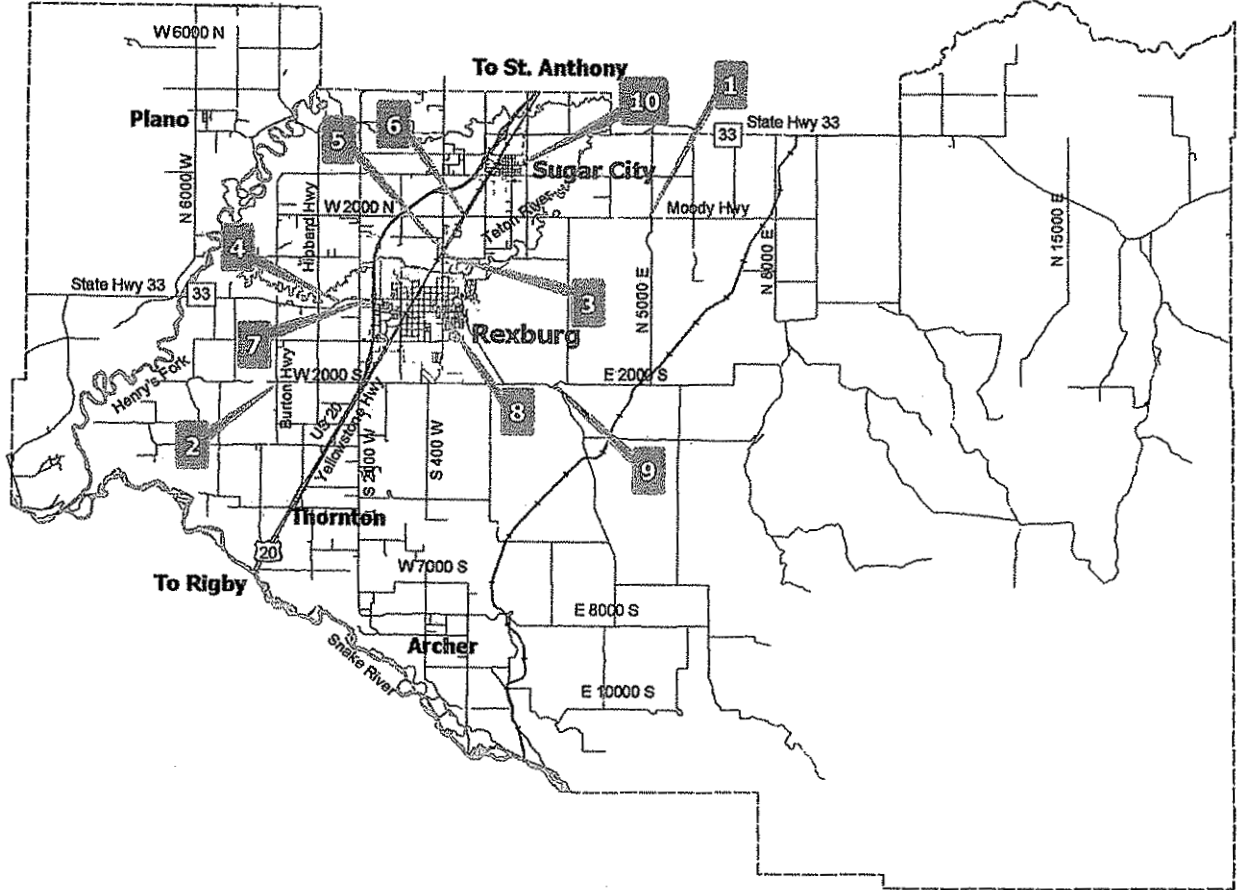 W 6000 N
To St. Anthony
1
10
Plano
5
6
33
State Hwy 33
Sugar City
N 6000 W
Hibbard Hwy
W 2000 N
Teton River
Moody Hwy
N 15000 E
4
State Hwy 33
33
N 5000 E
N 8000 E
3
7
Rexburg
Henry's Fork
W 2000 S
E 2000 S
Burton Hwy
US 20
Yellowstone Hwy
S 2000 W
S 400 W
8
2
9
Thornton
20
To Rigby
W 7000 S
E 8000 S
Archer
Snake River
E 10000 S